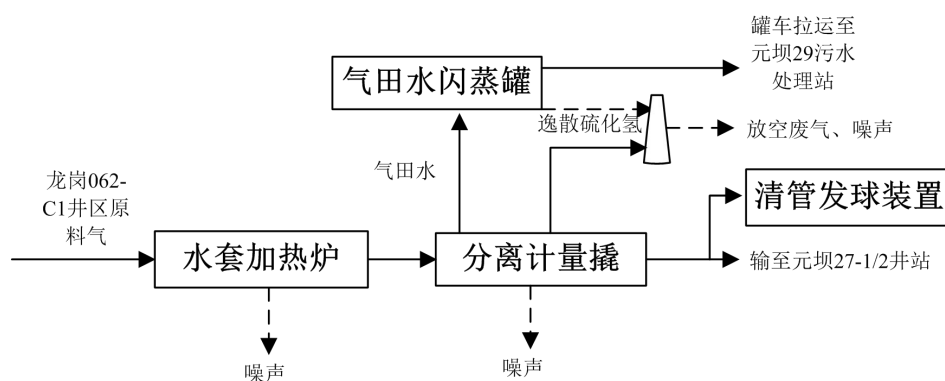 罐车拉运至
元坝29污水
处理站
气田水闪蒸罐
逸散硫化氢
放空废气、噪声
气田水
龙岗062-
C1井区原
料气
清管发球装置
水套加热炉
分离计量撬
输至元坝27-1/2井站
噪声
噪声